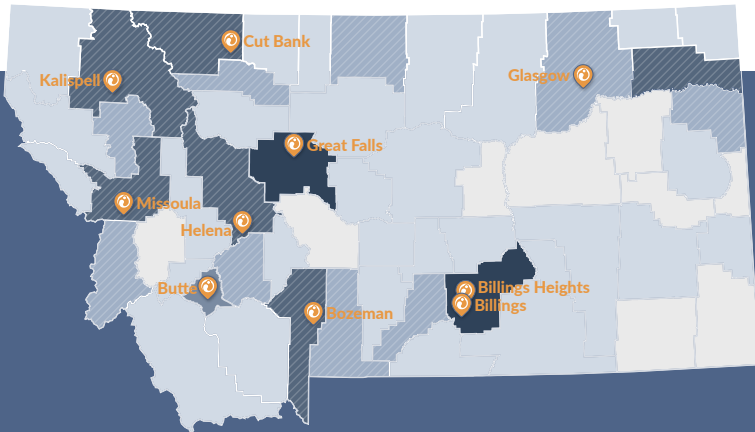 Cut Bank
Kalispell
Glasgow
Great Falls
Missoula
Helena
Butte
Billings Heights
Billings
Bozeman